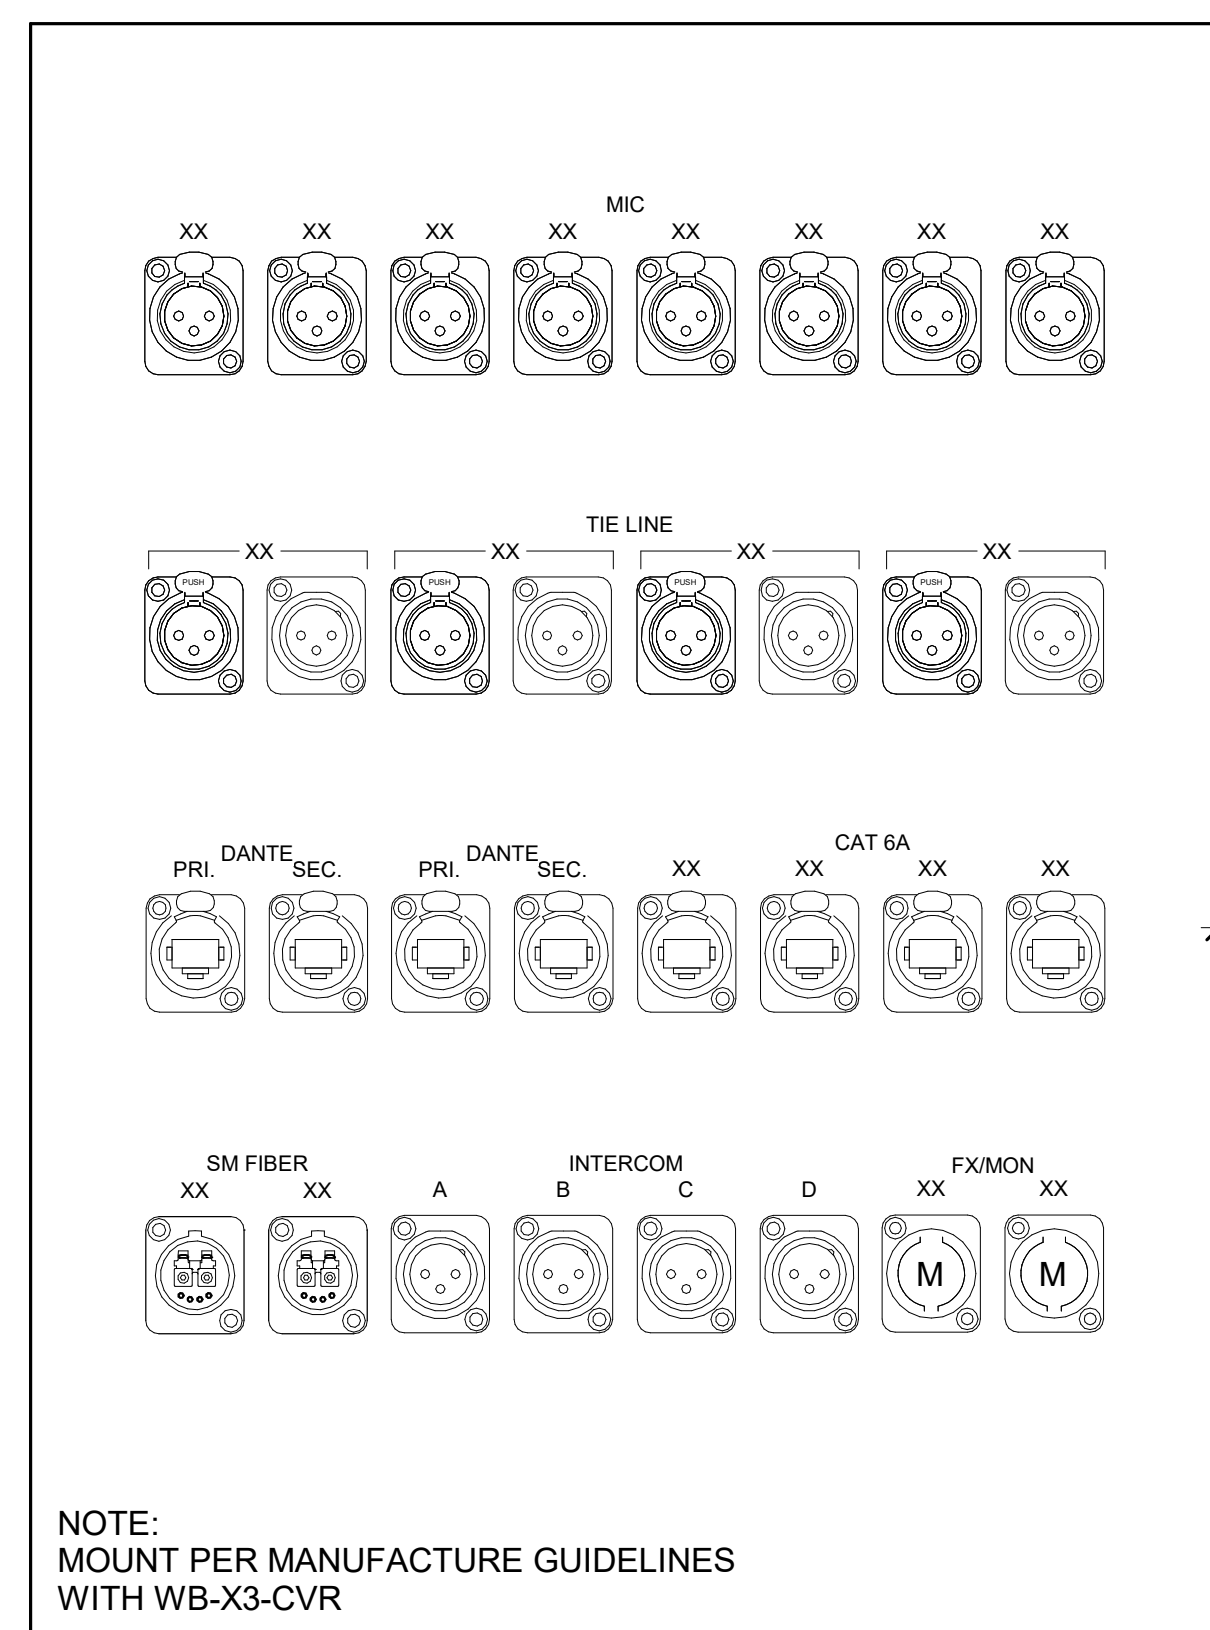 MIC
XX XX XX XX XX XX XX XX
TIE LINE
XX XX XX XX
PUSH PUSH PUSH PUSH
DANTE DANTE CAT 6A
PRI. SEC. PRI. SEC. XX XX XX XX
SM FIBER INTERCOM FX/MON
XX XX A B C D XX XX
M M
NOTE:
MOUNT PER MANUFACTURE GUIDELINES
WITH WB-X3-CVR